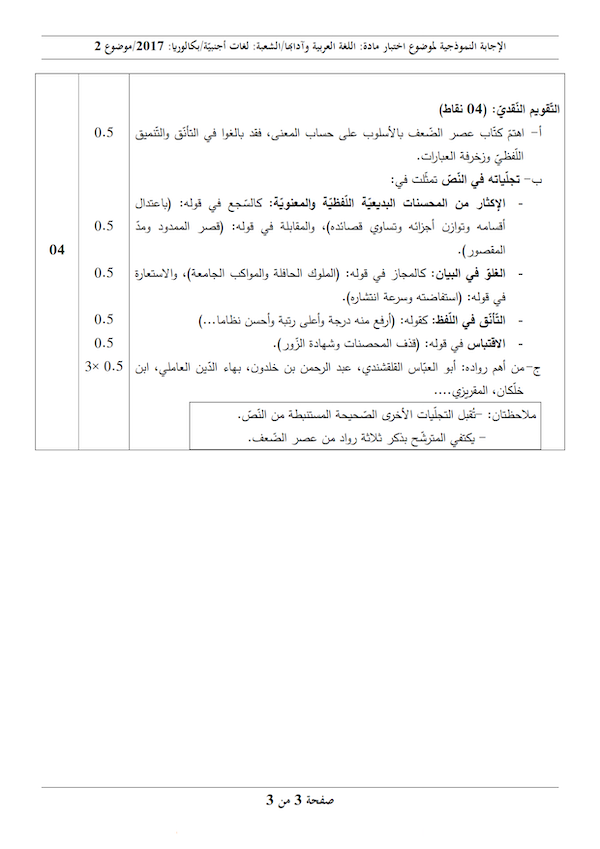 الإجابة النموذجية لموضوع اختبار مادة: اللغة العربية وآدابها/الشعبة: لغات أجنبيّة/بكالوريا: 2017/موضوع 2
التّقويم النّقديّ: (04 نقاط)
أ- اهتمّ كتّاب عصر الضّعف بالأسلوب على حساب المعنى، فقد بالغوا في التأنّق والتّنميق 0.5
اللّفظيّ وزخرفة العبارات.
ب- تجلّياته في النّصّ تمثّلت في:
- الإكثار من المحسنات البديعيّة اللّفظيّة والمعنويّة: كالسّجع في قوله: (باعتدال
أقسامه وتوازن أجزائه وتساوي قصائده)، والمقابلة في قوله: (قصر الممدود ومدّ 0.5
المقصور). 04
- الغلوّ في البيان: كالمجاز في قوله: (الملوك الحافلة والمواكب الجامعة)، والاستعارة 0.5
في قوله: (استفاضته وسرعة انتشاره).
- التّأنّق في اللّفظ: كقوله: (أرفع منه درجة وأعلى رتبة وأحسن نظاما...) 0.5
- الاقتباس في قوله: (قذف المحصنات وشهادة الزّور). 0.5
ج- من أهم رواده: أبو العبّاس القلقشندي، عبد الرحمن بن خلدون، بهاء الدّين العاملي، ابن 0.5 ×3
خلّكان، المقريزي....
ملاحظتان: -تُقبل التجلّيات الأخرى الصّحيحة المستنبطة من النّصّ.
- يكتفي المترشّح بذكر ثلاثة رواد من عصر الضّعف.
صفحة 3 من 3